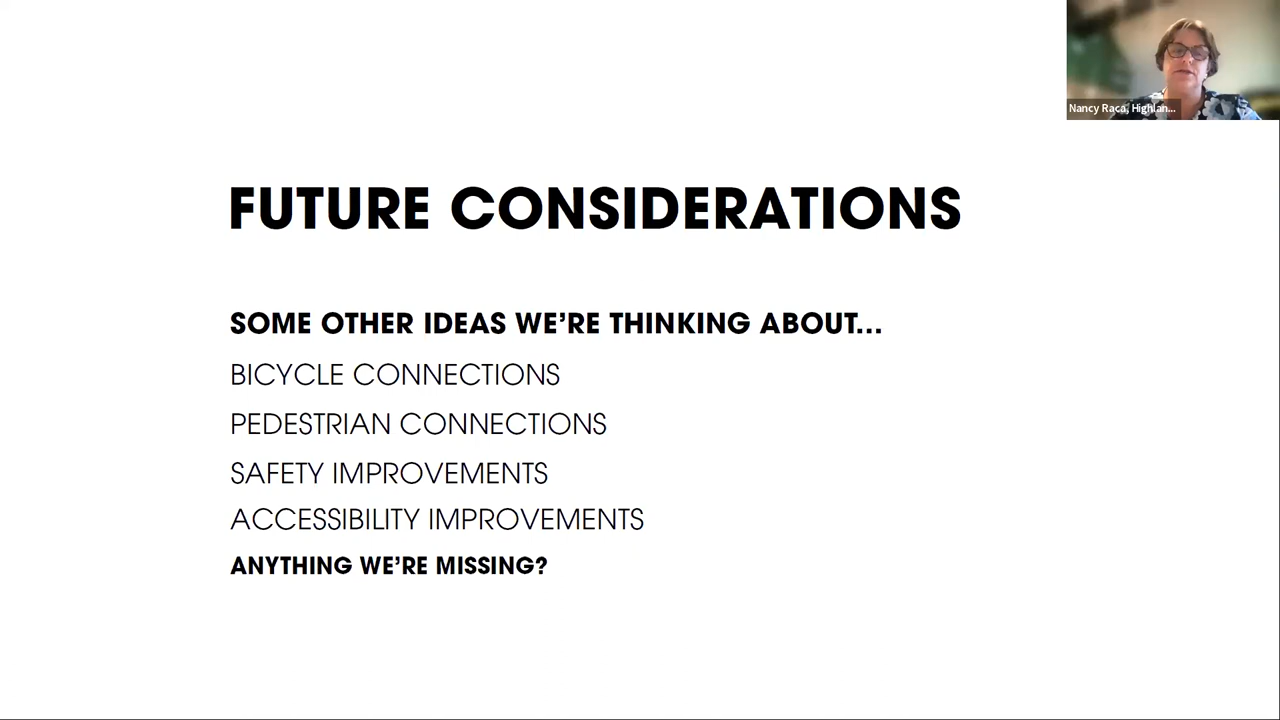 Nancy Raca, Highlan...
FUTURE CONSIDERATIONS
SOME OTHER IDEAS WE'RE THINKING ABOUT...
BICYCLE CONNECTIONS
PEDESTRIAN CONNECTIONS
SAFETY IMPROVEMENTS
ACCESSIBILITY IMPROVEMENTS
ANYTHING WE'RE MISSING?